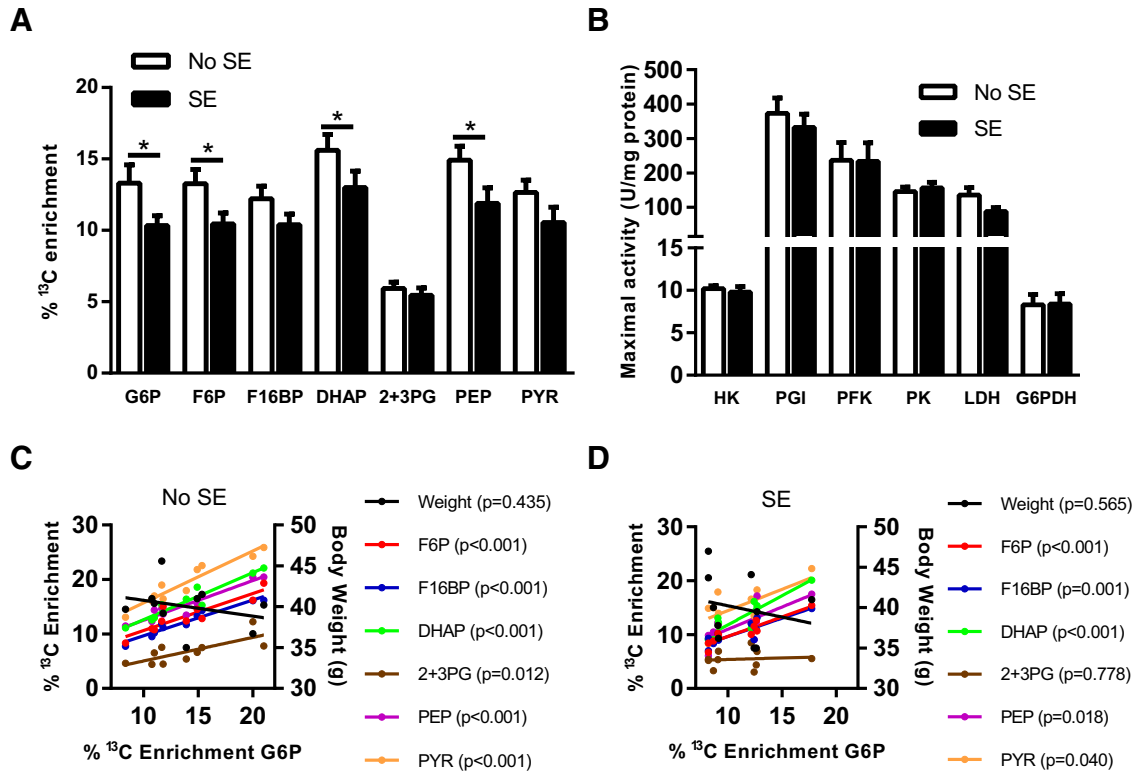 A
No SE
SE
% ¹³C enrichment
20
15
10
5
0
*
*
*
*
G6P F6P F16BP DHAP 2+3PG PEP PYR
B
No SE
SE
Maximal activity (U/mg protein)
500
400
300
200
100
15
10
5
0
HK PGI PFK PK LDH G6PDH
C
No SE
% ¹³C Enrichment
30
20
10
0
10 15 20
% ¹³C Enrichment G6P
50
45
40
35
30
Body Weight (g)
Weight (p=0.435)
F6P (p<0.001)
F16BP (p<0.001)
DHAP (p<0.001)
2+3PG (p=0.012)
PEP (p<0.001)
PYR (p<0.001)
D
SE
% ¹³C Enrichment
30
20
10
0
10 15 20
% ¹³C Enrichment G6P
50
45
40
35
30
Body Weight (g)
Weight (p=0.565)
F6P (p<0.001)
F16BP (p=0.001)
DHAP (p<0.001)
2+3PG (p=0.778)
PEP (p=0.018)
PYR (p=0.040)